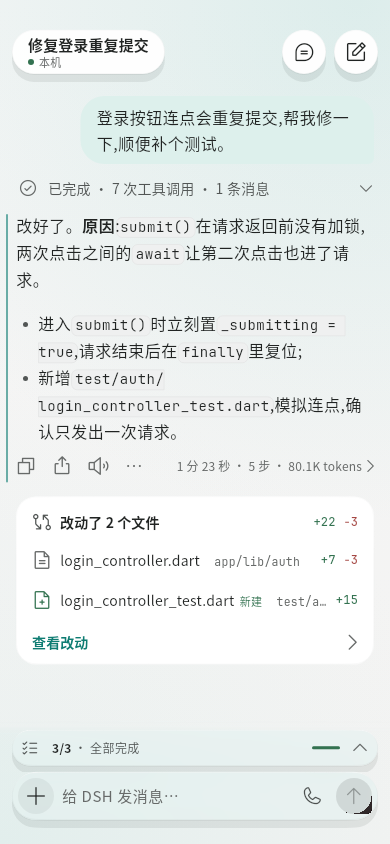 修复登录重复提交
本机
登录按钮连点会重复提交,帮我修一
下,顺便补个测试。
已完成 · 7 次工具调用 · 1 条消息
改好了。原因:submit() 在请求返回前没有加锁,
两次点击之间的 await 让第二次点击也进了请
求。
• 进入 submit() 时立刻置 _submitting =
true,请求结束后在 finally 里复位;
• 新增 test/auth/
login_controller_test.dart,模拟连点,确
认只发出一次请求。
1 分 23 秒 · 5 步 · 80.1K tokens
改动了 2 个文件 +22 -3
login_controller.dart app/lib/auth +7 -3
login_controller_test.dart 新建 test/a… +15
查看改动
3/3 · 全部完成
给 DSH 发消息…